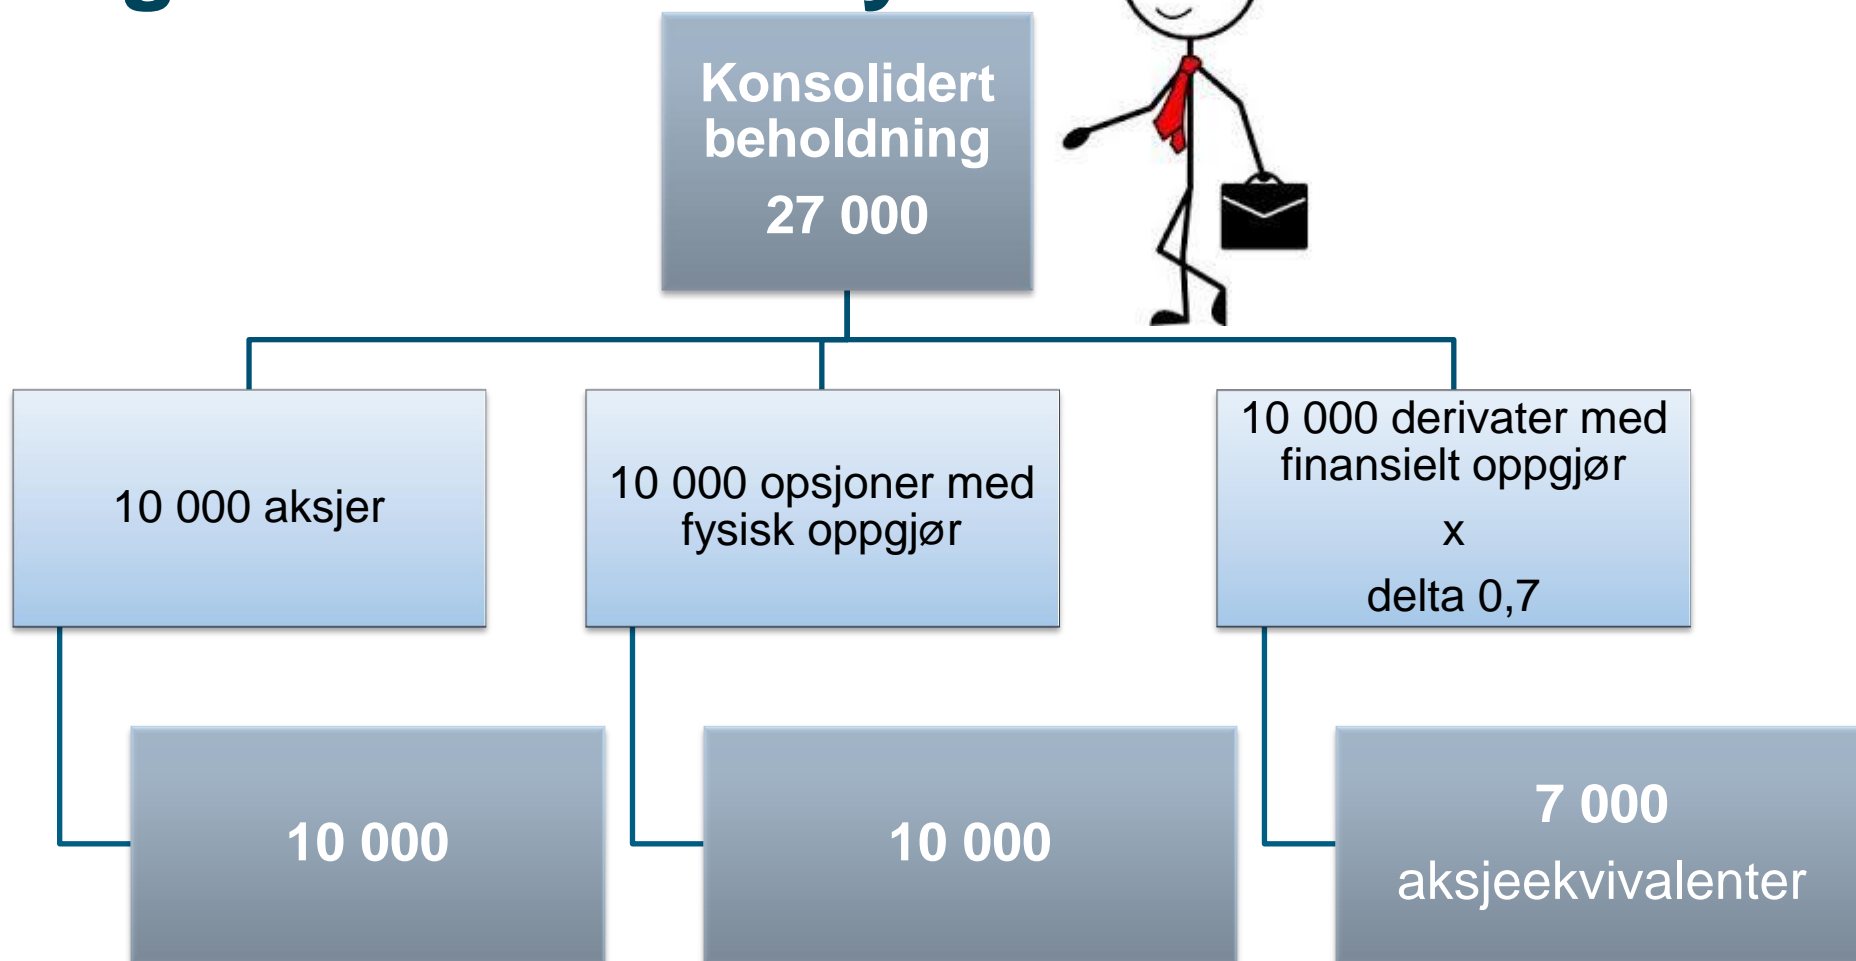 Konsolidert
beholdning
27 000
10 000 aksjer
10 000 opsjoner med
fysisk oppgjør
10 000 derivater med
finansielt oppgjør
x
delta 0,7
10 000
10 000
7 000
aksjeekvivalenter